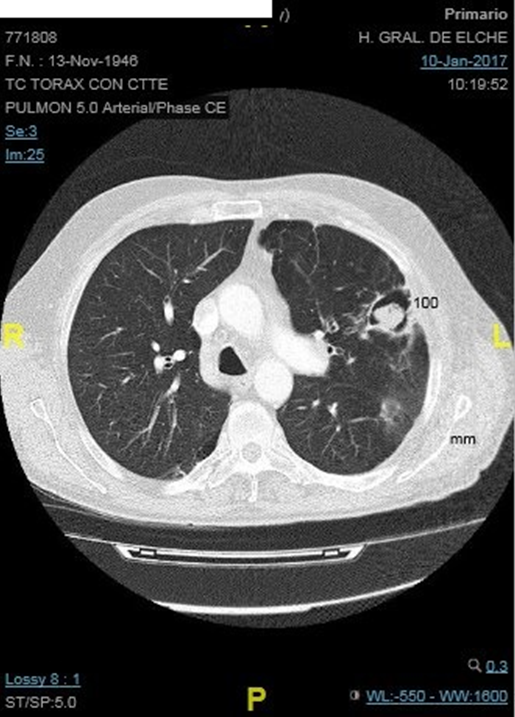 Primario
771808
H. GRAL. DE ELCHE
F.N. : 13-Nov-1946
10-Jan-2017
TC TORAX CON CTTE
10:19:52
PULMON 5.0 Arterial/Phase CE
Se:3
Im:25
100
R
L
mm
0.3
Lossy 8 : 1
WL:-550 - WW:1600
ST/SP:5.0
P